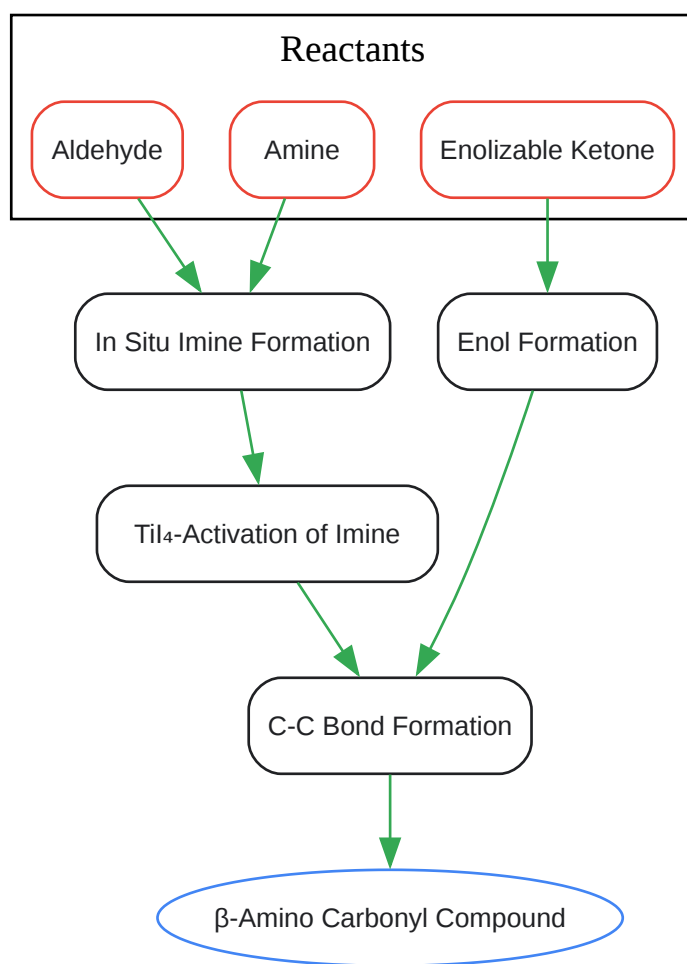 Reactants
Aldehyde
Amine
Enolizable Ketone
In Situ Imine Formation
Enol Formation
TiI₄-Activation of Imine
C-C Bond Formation
β-Amino Carbonyl Compound